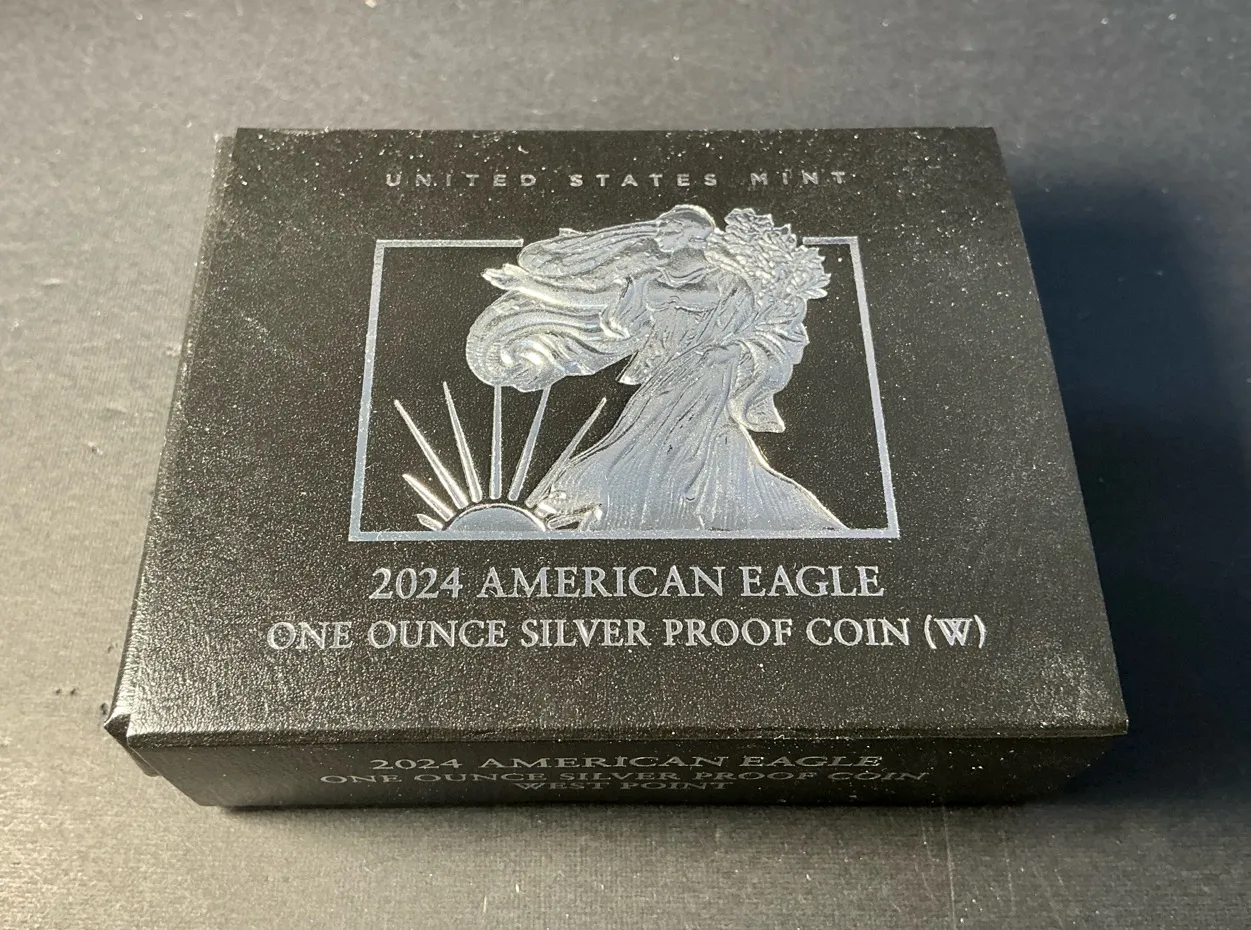 UNITED STATES MINT
2024 AMERICAN EAGLE
ONE OUNCE SILVER PROOF COIN (W)
2024 AMERICAN EAGLE
ONE OUNCE SILVER PROOF COIN
WEST POINT